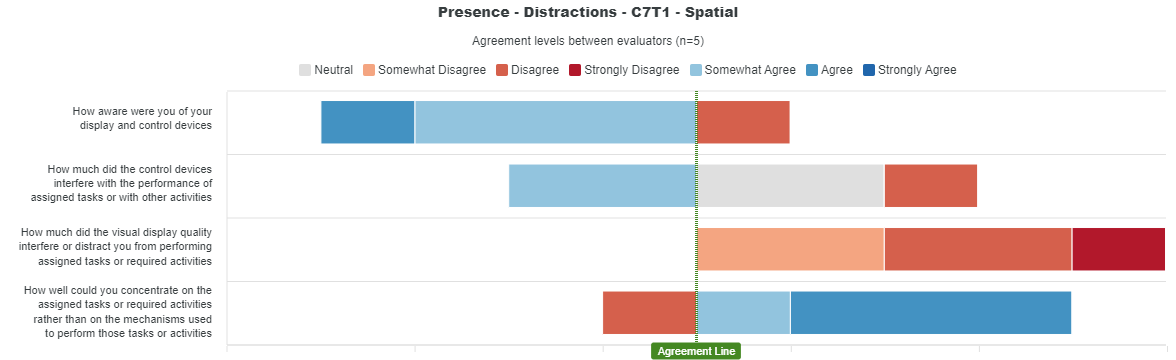 Presence - Distractions - C7T1 - Spatial
Agreement levels between evaluators (n=5)
Neutral Somewhat Disagree Disagree Strongly Disagree Somewhat Agree Agree Strongly Agree
How aware were you of your
display and control devices
How much did the control devices
interfere with the performance of
assigned tasks or with other activities
How much did the visual display quality
interfere or distract you from performing
assigned tasks or required activities
How well could you concentrate on the
assigned tasks or required activities
rather than on the mechanisms used
to perform those tasks or activities
Agreement Line